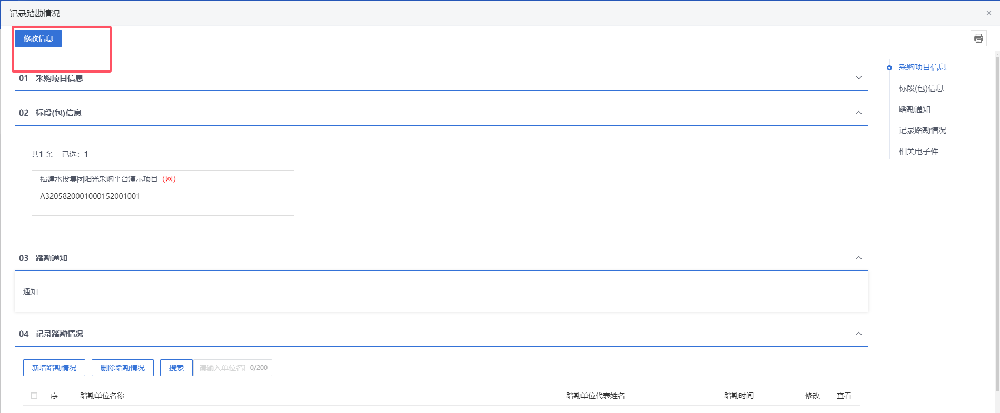 记录踏勘情况
修改信息
01 采购项目信息
02 标段(包)信息
共1 条 已选：1
福建水投集团阳光采购平台演示项目（网）
A3205820001000152001001
03 踏勘通知
通知
04 记录踏勘情况
新增踏勘情况 删除踏勘情况 搜索 请输入单位名 0/200
序 踏勘单位名称 踏勘单位代表姓名 踏勘时间 修改 查看
采购项目信息
标段(包)信息
踏勘通知
记录踏勘情况
相关电子件